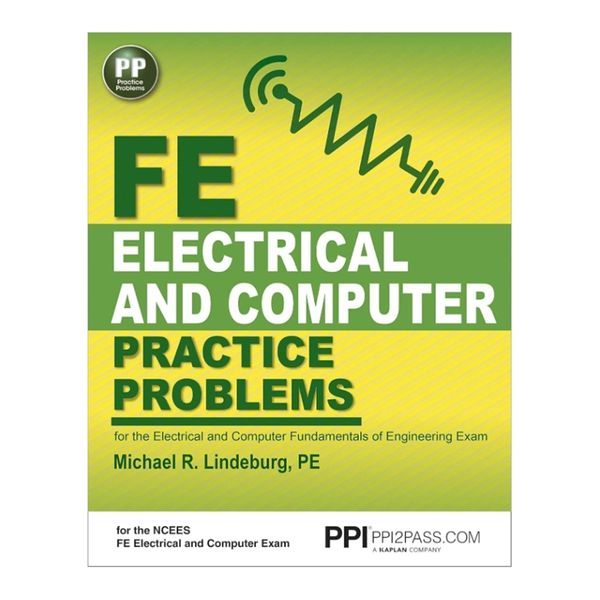 PP
Practice
Problems
FE
ELECTRICAL
AND COMPUTER
PRACTICE
PROBLEMS
for the Electrical and Computer Fundamentals of Engineering Exam
Michael R. Lindeburg, PE
for the NCEES
FE Electrical and Computer Exam
PPI PPI2PASS.COM
A KAPLAN COMPANY